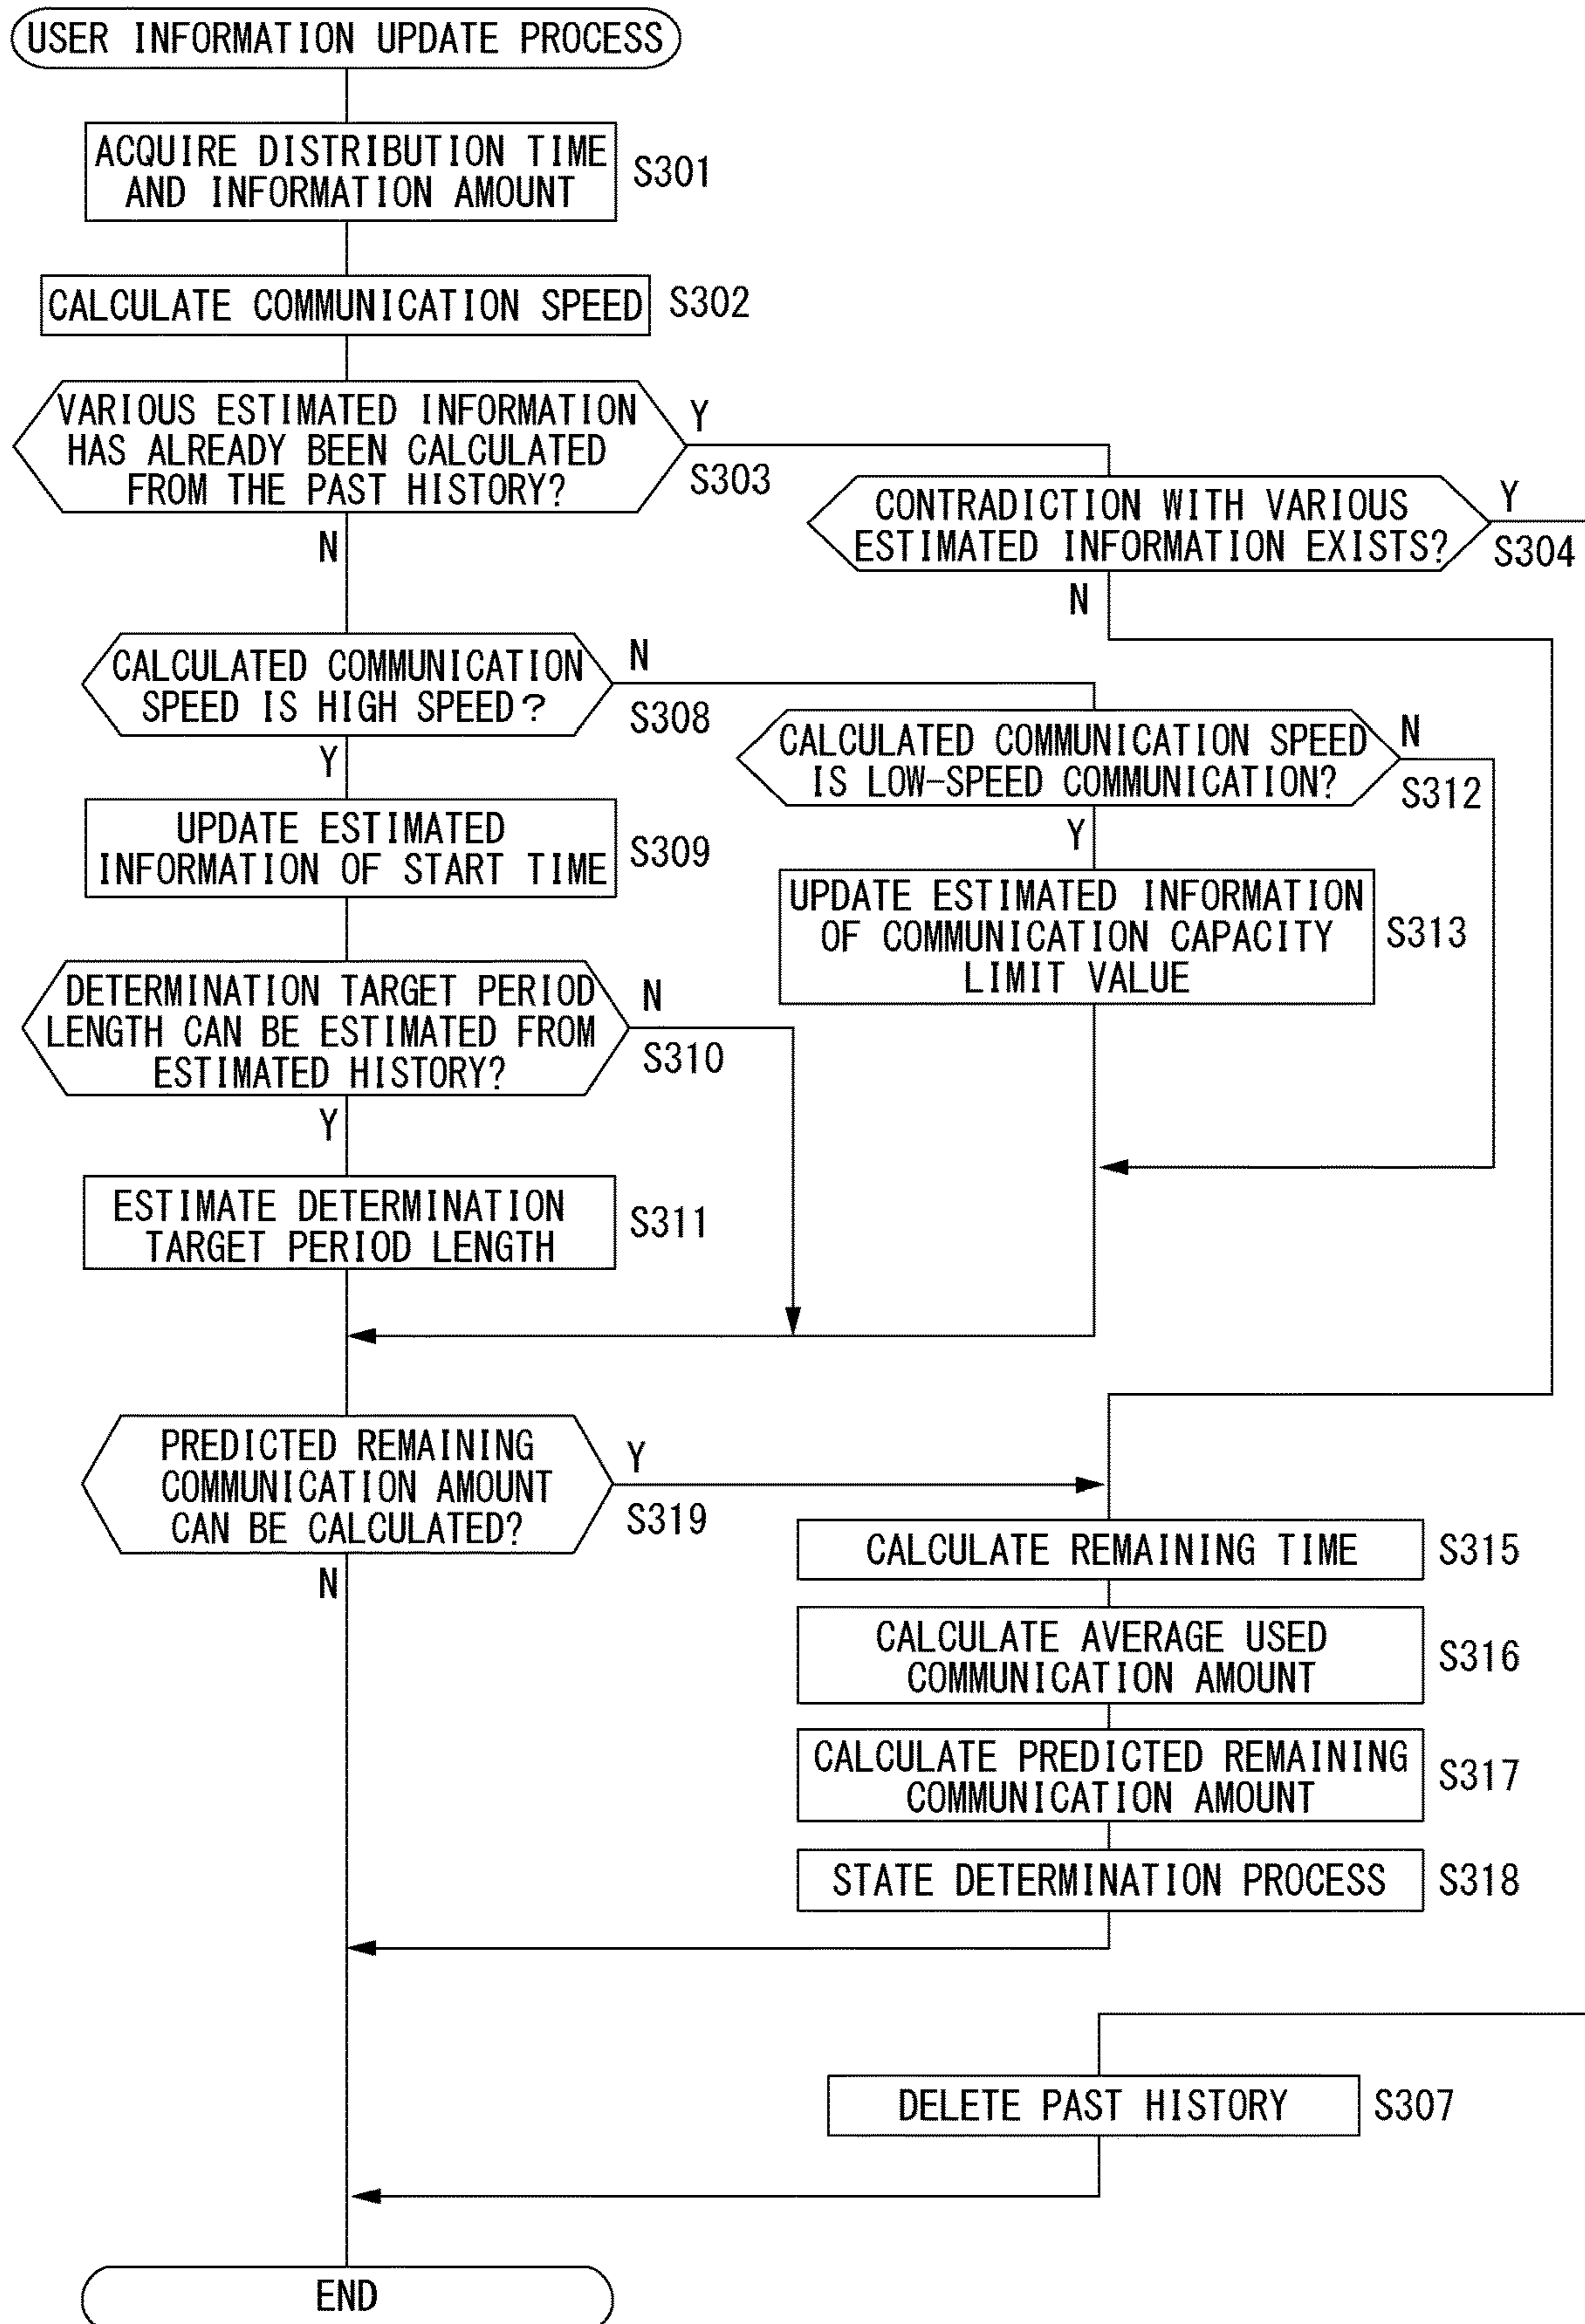 USER INFORMATION UPDATE PROCESS
ACQUIRE DISTRIBUTION TIME
AND INFORMATION AMOUNT
S301
CALCULATE COMMUNICATION SPEED
S302
VARIOUS ESTIMATED INFORMATION
HAS ALREADY BEEN CALCULATED
FROM THE PAST HISTORY?
Y
S303
N
CONTRADICTION WITH VARIOUS
ESTIMATED INFORMATION EXISTS?
Y
S304
N
CALCULATED COMMUNICATION
SPEED IS HIGH SPEED?
N
S308
Y
CALCULATED COMMUNICATION SPEED
IS LOW-SPEED COMMUNICATION?
N
S312
Y
UPDATE ESTIMATED
INFORMATION OF START TIME
S309
UPDATE ESTIMATED INFORMATION
OF COMMUNICATION CAPACITY
LIMIT VALUE
S313
DETERMINATION TARGET PERIOD
LENGTH CAN BE ESTIMATED FROM
ESTIMATED HISTORY?
N
S310
Y
ESTIMATE DETERMINATION
TARGET PERIOD LENGTH
S311
PREDICTED REMAINING
COMMUNICATION AMOUNT
CAN BE CALCULATED?
Y
S319
N
CALCULATE REMAINING TIME
S315
CALCULATE AVERAGE USED
COMMUNICATION AMOUNT
S316
CALCULATE PREDICTED REMAINING
COMMUNICATION AMOUNT
S317
STATE DETERMINATION PROCESS
S318
DELETE PAST HISTORY
S307
END